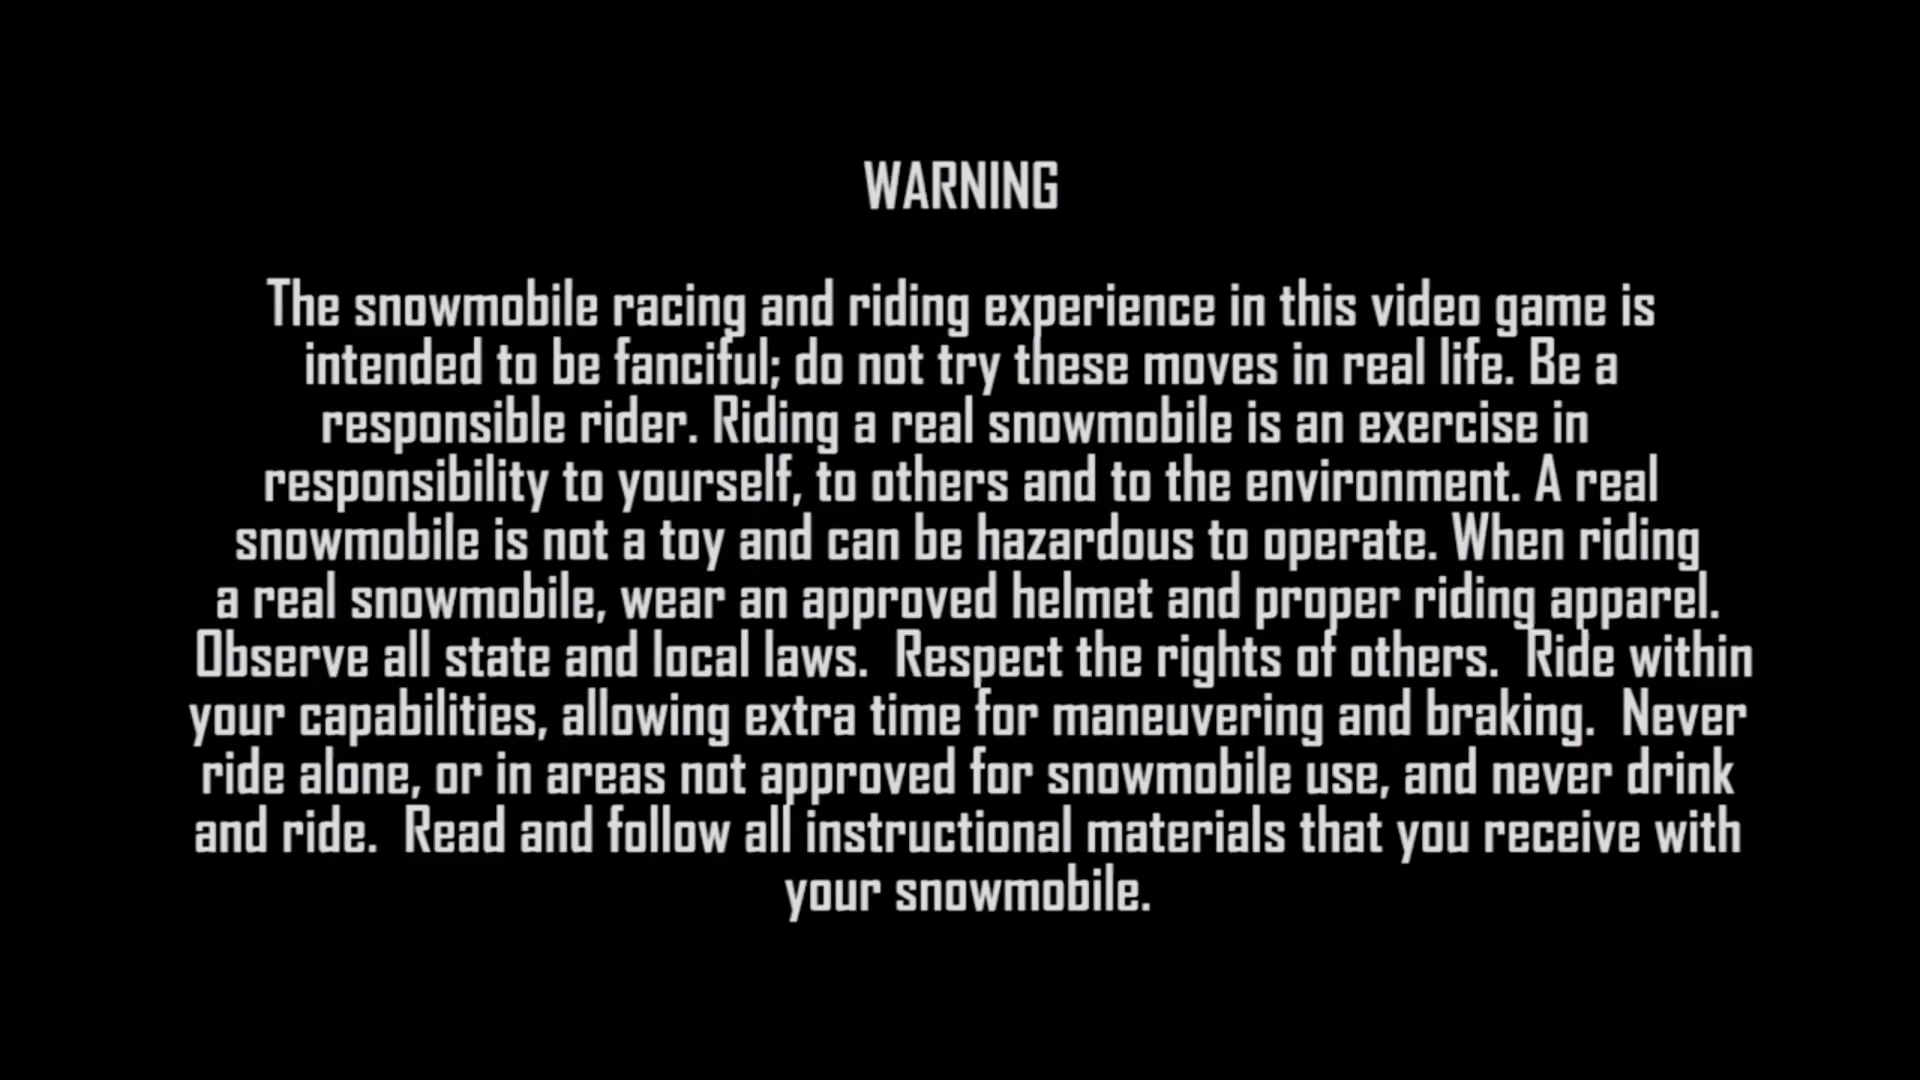 WARNING
The snowmobile racing and riding experience in this video game is
intended to be fanciful; do not try these moves in real life. Be a
responsible rider. Riding a real snowmobile is an exercise in
responsibility to yourself, to others and to the environment. A real
snowmobile is not a toy and can be hazardous to operate. When riding
a real snowmobile, wear an approved helmet and proper riding apparel.
Observe all state and local laws.  Respect the rights of others.  Ride within
your capabilities, allowing extra time for maneuvering and braking.  Never
ride alone, or in areas not approved for snowmobile use, and never drink
and ride.  Read and follow all instructional materials that you receive with
your snowmobile.